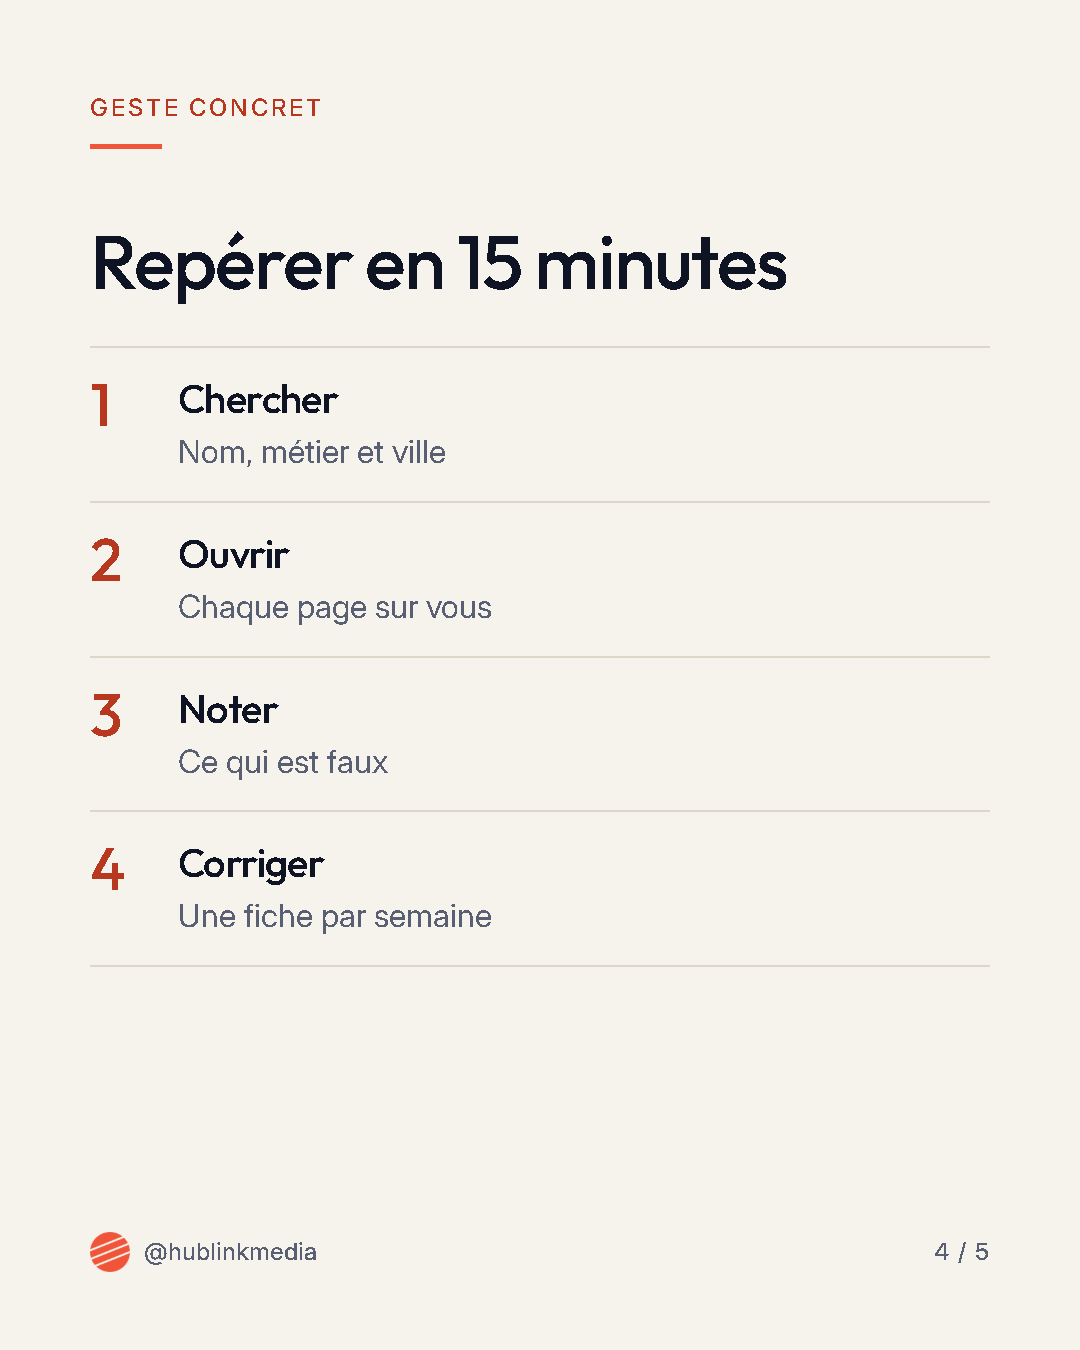 GESTE CONCRET
Repérer en 15 minutes
1
Chercher
Nom, métier et ville
2
Ouvrir
Chaque page sur vous
3
Noter
Ce qui est faux
4
Corriger
Une fiche par semaine
@hublinkmedia
4 / 5